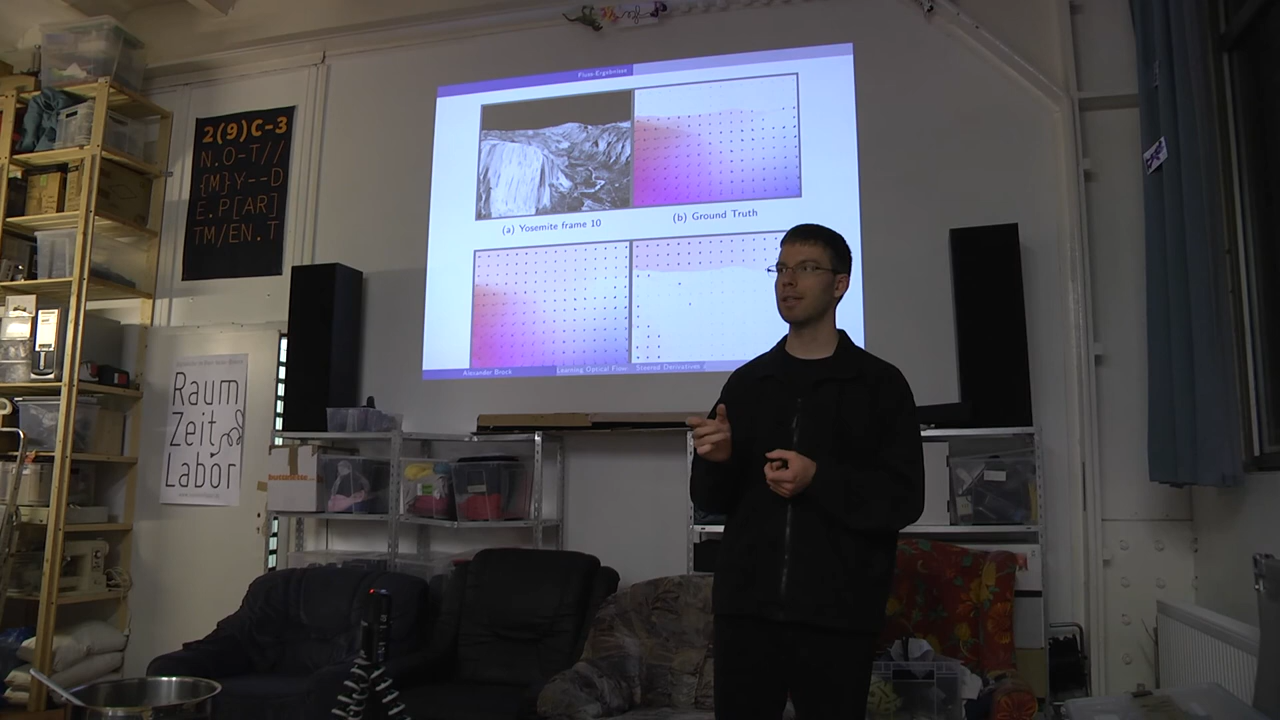 Fluss-Ergebnisse
2(9)C-3
N.O-T//
{M}Y--D
E.P[AR]
TM/EN.T
(a) Yosemite frame 10
(b) Ground Truth
Alexander Brock
Learning Optical Flow:
Steered Derivatives
Raum
Zeit
Labor